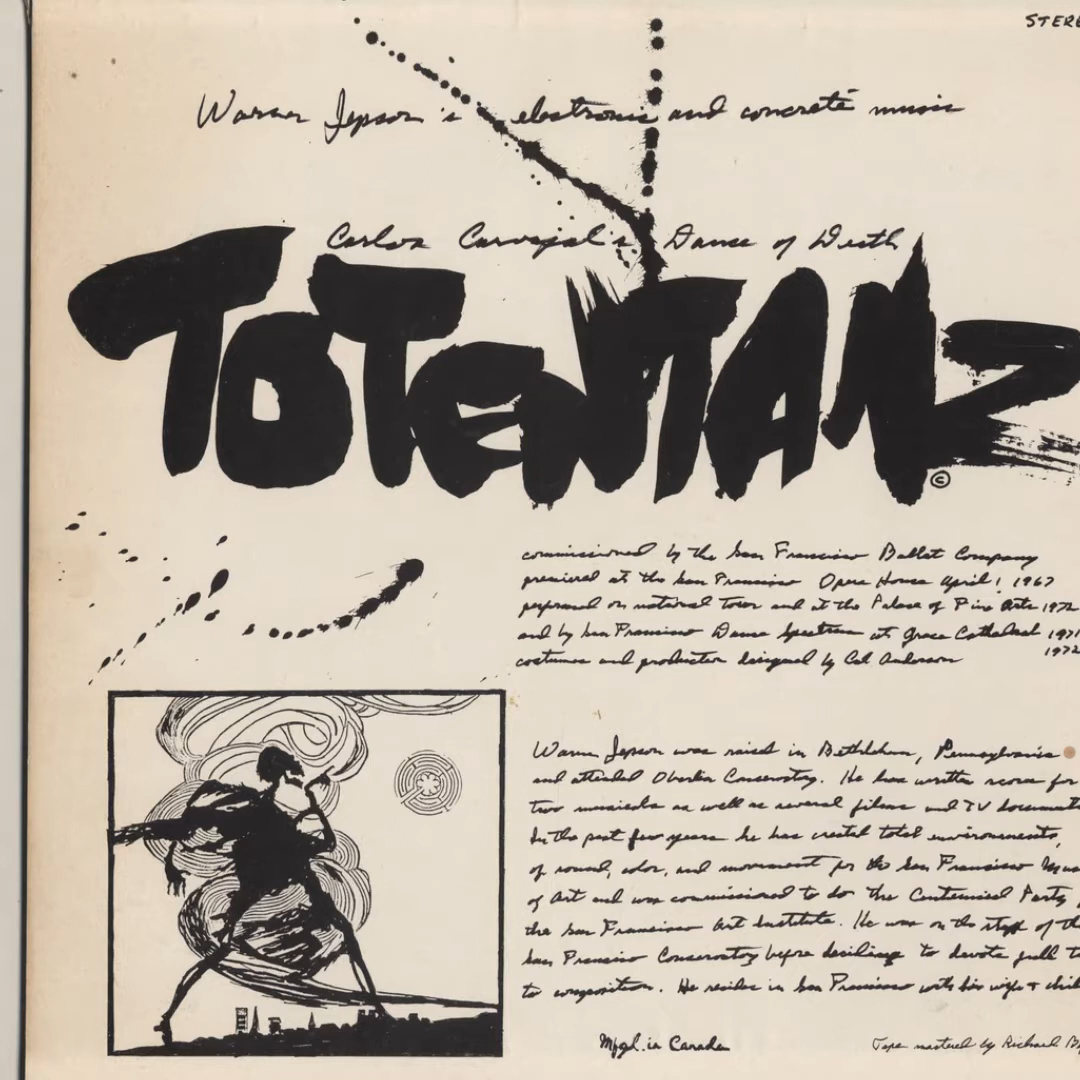 STERE
Warner Jepson's electronic and concrete music
Carlos Carvajal's Dance of Death
TOTENTANZ
©
commissioned by the San Francisco Ballet Company
premiered at the San Francisco Opera House April 1, 1967
performed on national tour and at the Palace of Fine Arts 1972
and by San Francisco Dance Spectrum at Grace Cathedral 1971
1972
costumes and production designed by Cal Anderson
Warner Jepson was raised in Bethlehem, Pennsylvania
and attended Oberlin Conservatory. He has written scores for
two musicals as well as several films and TV document
In the past few years he has created total environments,
of sound, color, and movement for the San Francisco Mus
of Art and was commissioned to do the Centennial Party
the San Francisco Art Institute. He was on the staff of th
San Francisco Conservatory before deciding to devote full t
to composition. He resides in San Francisco with his wife + chil
Mfgd. in Canada
Tape mastered by Richard B